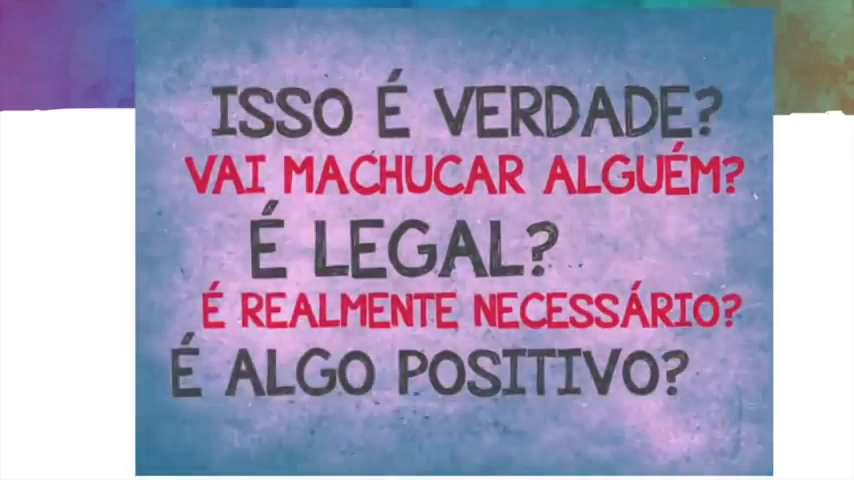 ISSO É VERDADE?
VAI MACHUCAR ALGUÉM?
É LEGAL?
É REALMENTE NECESSÁRIO?
É ALGO POSITIVO?